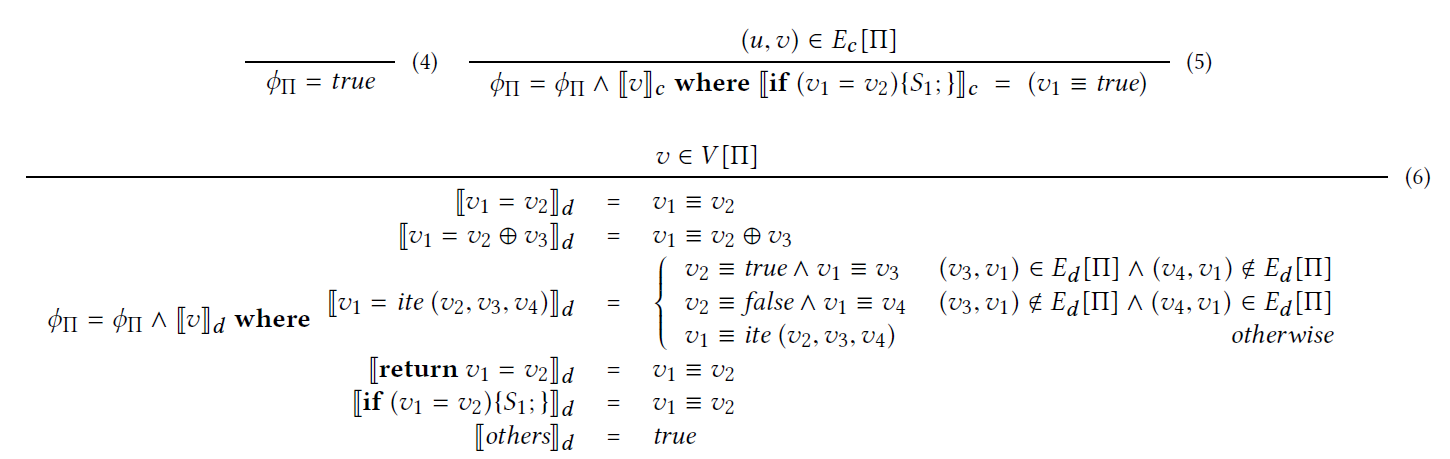 (u, v) ∈ E_c[Π]
ϕ_Π = true (4) ϕ_Π = ϕ_Π ∧ ⟦v⟧_c where ⟦if (v_1 = v_2){S_1; }⟧_c = (v_1 ≡ true) (5)
v ∈ V[Π]
(6)
⟦v_1 = v_2⟧_d = v_1 ≡ v_2
⟦v_1 = v_2 ⊕ v_3⟧_d = v_1 ≡ v_2 ⊕ v_3
v_2 ≡ true ∧ v_1 ≡ v_3 (v_3, v_1) ∈ E_d[Π] ∧ (v_4, v_1) ∉ E_d[Π]
ϕ_Π = ϕ_Π ∧ ⟦v⟧_d where ⟦v_1 = ite (v_2, v_3, v_4)⟧_d = { v_2 ≡ false ∧ v_1 ≡ v_4 (v_3, v_1) ∉ E_d[Π] ∧ (v_4, v_1) ∈ E_d[Π]
v_1 ≡ ite (v_2, v_3, v_4) otherwise
⟦return v_1 = v_2⟧_d = v_1 ≡ v_2
⟦if (v_1 = v_2){S_1; }⟧_d = v_1 ≡ v_2
⟦others⟧_d = true